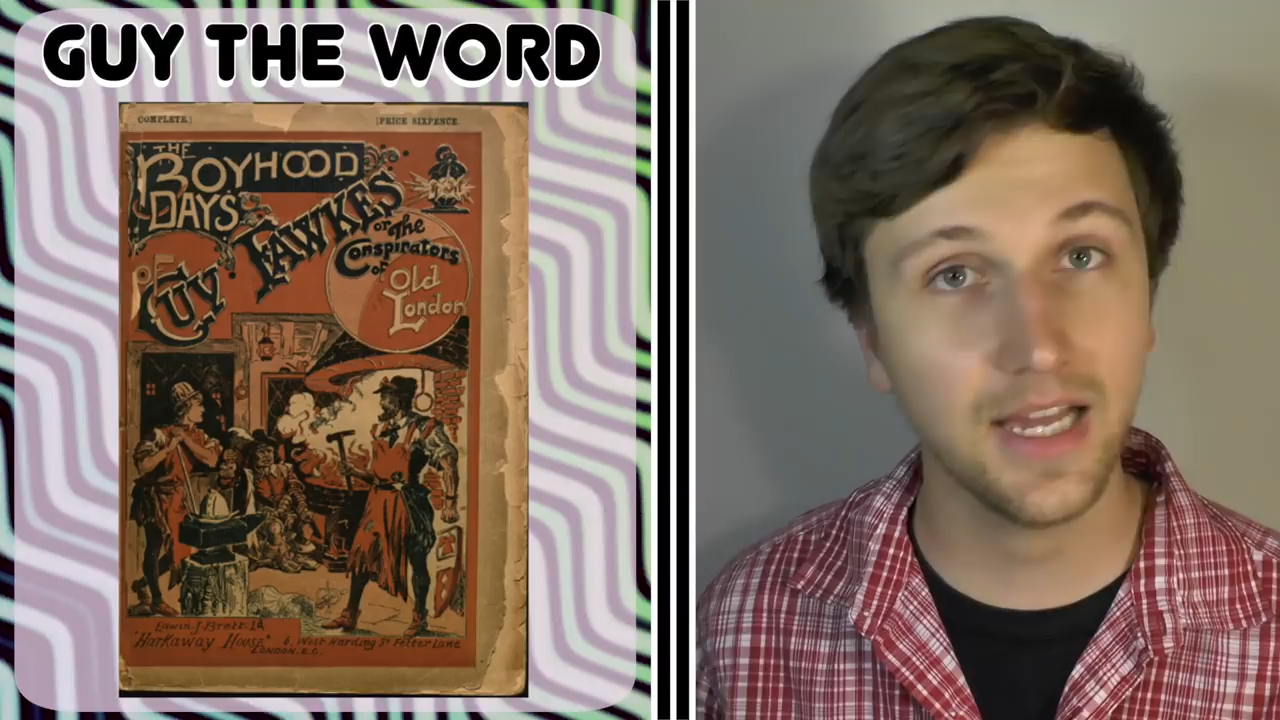 GUY THE WORD
COMPLETE.]
[PRICE SIXPENCE.
THE
BOYHOOD
DAYS
OF
GUY
FAWKES
or The
Conspirators
of
Old
London
Edwin J. Brett Ld
"Harkaway House" 6, West Harding St Fetter Lane
LONDON. E.C.